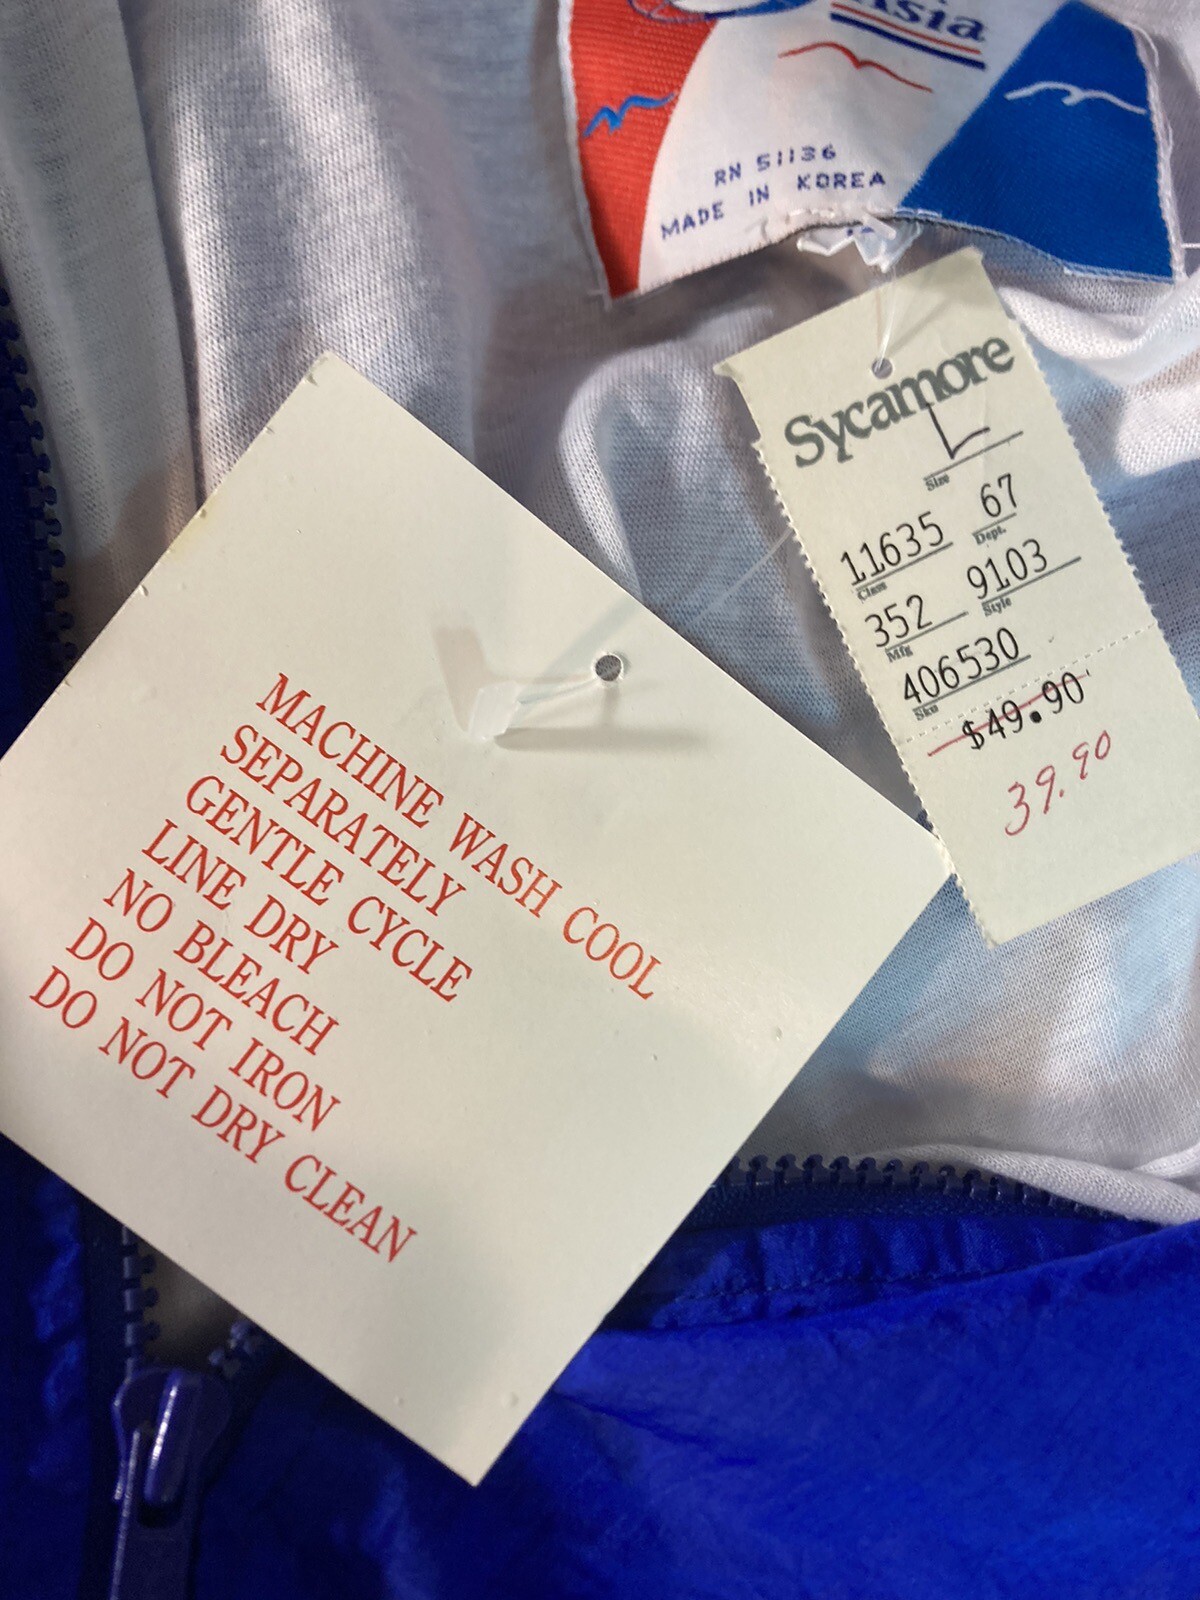 Asia
RN 51136
MADE IN KOREA
Sycamore
L
Size
11635 67
Class Dept.
352 9103
Mfg Style
406530
Sku
$49.90
39.90
MACHINE WASH COOL
SEPARATELY
GENTLE CYCLE
LINE DRY
NO BLEACH
DO NOT IRON
DO NOT DRY CLEAN